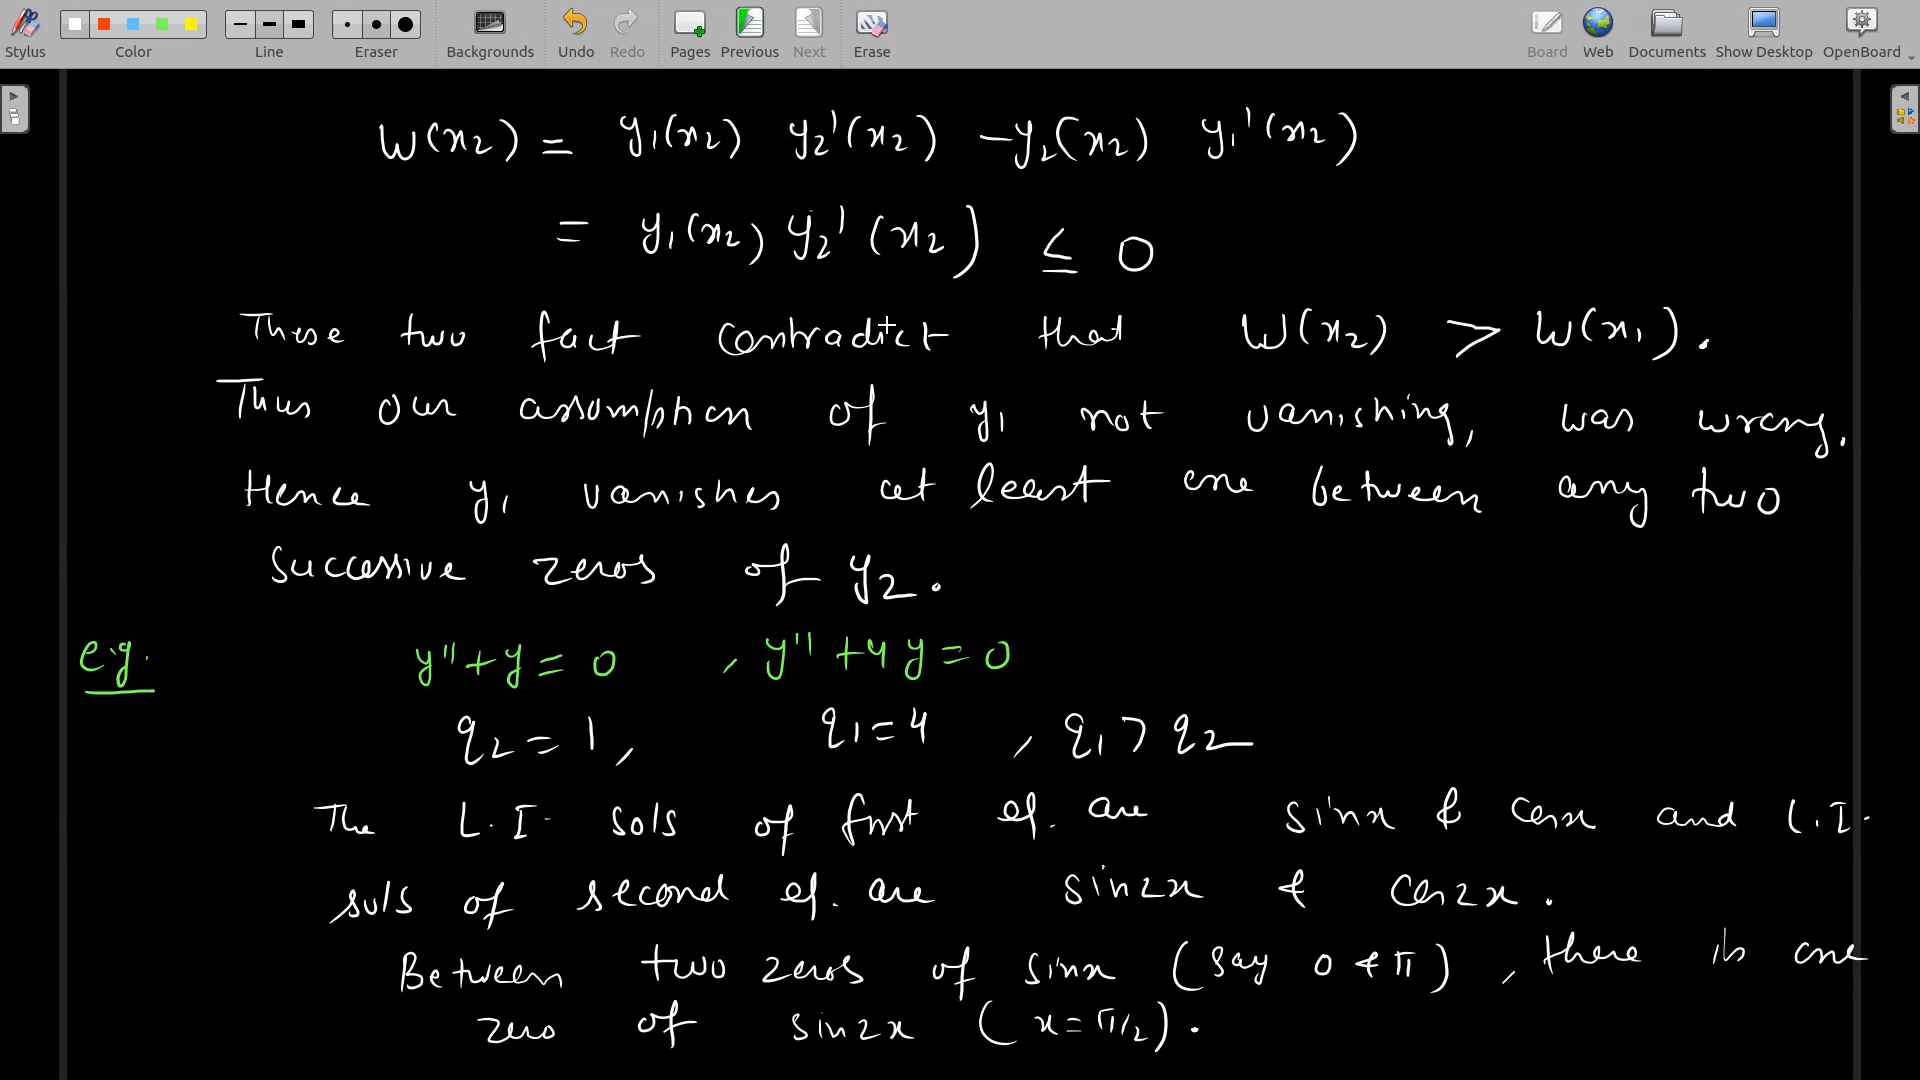 Stylus Color Line Eraser Backgrounds Undo Redo Pages Previous Next Erase Board Web Documents Show Desktop OpenBoard
W(x2) = y1(x2) y2'(x2) - y2(x2) y1'(x2)
= y1(x2) y2'(x2) ≤ 0
These two fact contradict that W(x2) > W(x1).
Thus our assumption of y1 not vanishing, was wrong.
Hence y1 vanishes at least one between any two
successive zeros of y2.
e.g. y''+y=0 , y''+4y=0
q2=1, q1=4 , q1>q2
The L.I. sols of first eq. are sinx & cosx and L.I.
sols of second eq. are sin2x & cos2x.
Between two zeros of sinx (say 0 & π), there is one
zero of sin2x (x=π/2).